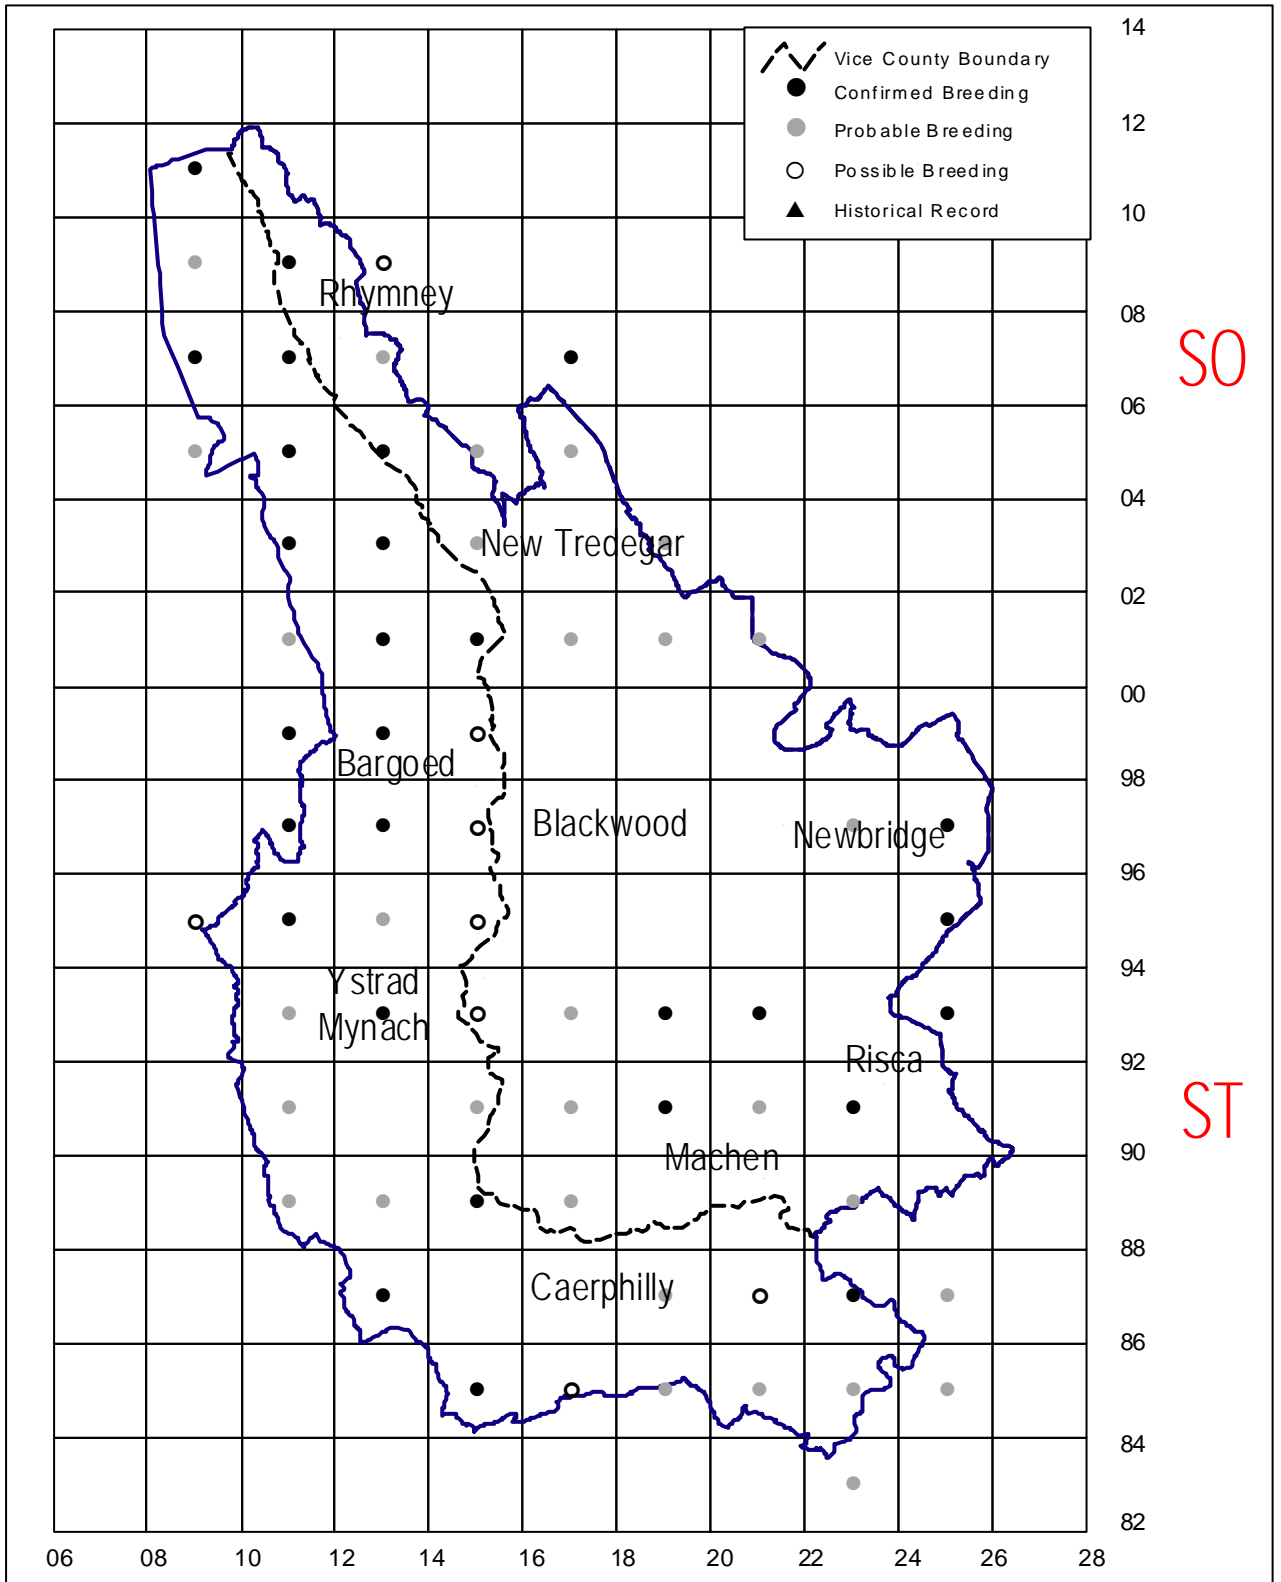 14
Vice County Boundary
Confirmed Breeding
Probable Breeding
Possible Breeding
Historical Record
12
10
Rhymney
08
SO
06
04
New Tredegar
02
00
Bargoed
98
Blackwood
Newbridge
96
94
Ystrad
Mynach
92
Risca
ST
90
Machen
88
Caerphilly
86
84
82
06 08 10 12 14 16 18 20 22 24 26 28